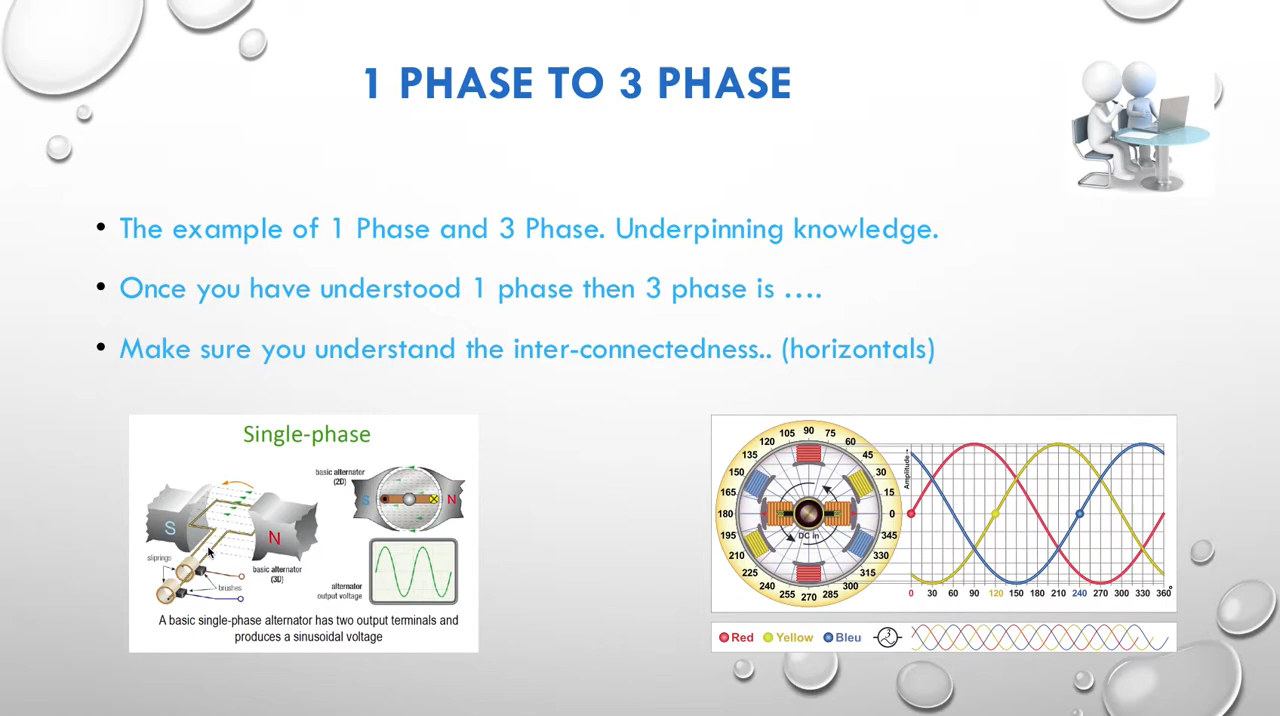 1 PHASE TO 3 PHASE
• The example of 1 Phase and 3 Phase. Underpinning knowledge.
• Once you have understood 1 phase then 3 phase is ….
• Make sure you understand the inter-connectedness.. (horizontals)
Single-phase
basic alternator
(2D)
S
N
S
N
sliprings
brushes
basic alternator
(3D)
alternator
output voltage
A basic single-phase alternator has two output terminals and
produces a sinusoidal voltage
90
105 75
120 60
135 45
150 30
165 15
180 0
195 345
210 330
225 315
240 300
255 285
270
DC in
Amplitude
0 30 60 90 120 150 180 210 240 270 300 330 360°
Red Yellow Bleu 3